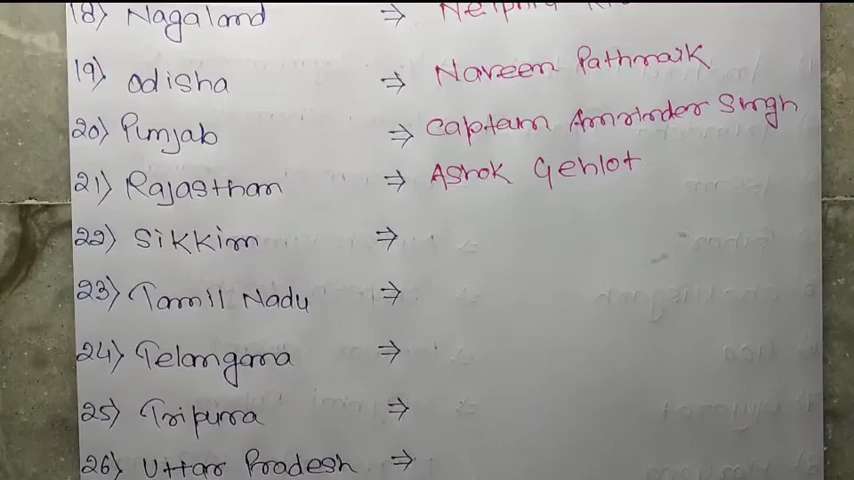 18) Nagaland ⇒ Neiphiu
19) Odisha ⇒ Naveen Pathnaik
20) Punjab ⇒ Captain Amrinder Singh
21) Rajasthan ⇒ Ashok Gehlot
22) Sikkim ⇒
23) Tamil Nadu ⇒
24) Telangana ⇒
25) Tripura ⇒
26) Uttar Pradesh ⇒